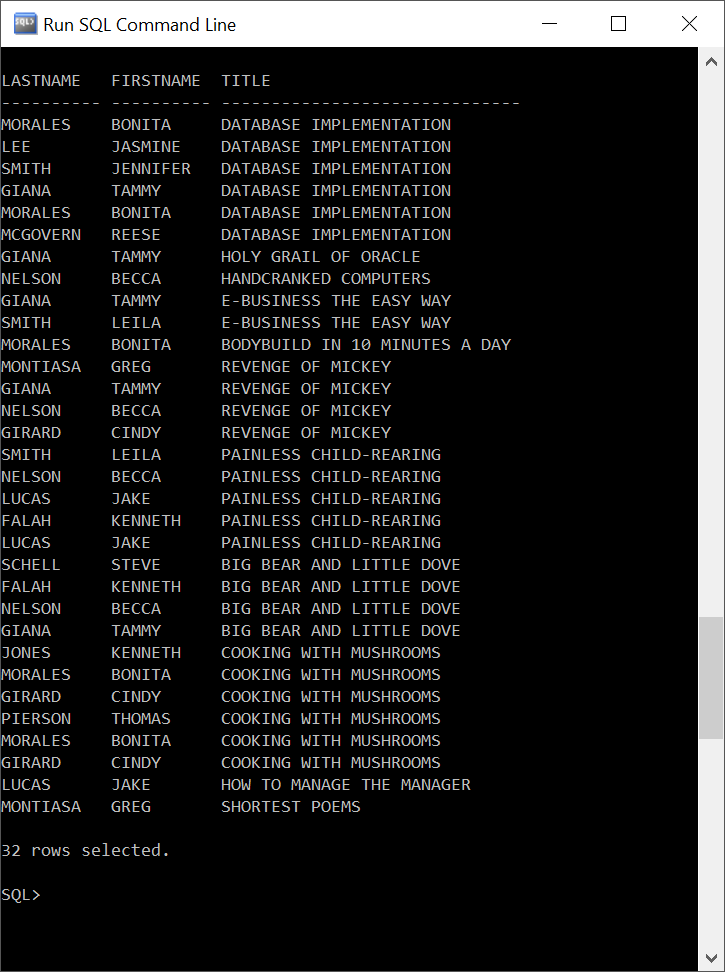 Run SQL Command Line
LASTNAME   FIRSTNAME  TITLE
---------- ---------- ------------------------------
MORALES    BONITA     DATABASE IMPLEMENTATION
LEE        JASMINE    DATABASE IMPLEMENTATION
SMITH      JENNIFER   DATABASE IMPLEMENTATION
GIANA      TAMMY      DATABASE IMPLEMENTATION
MORALES    BONITA     DATABASE IMPLEMENTATION
MCGOVERN   REESE      DATABASE IMPLEMENTATION
GIANA      TAMMY      HOLY GRAIL OF ORACLE
NELSON     BECCA      HANDCRANKED COMPUTERS
GIANA      TAMMY      E-BUSINESS THE EASY WAY
SMITH      LEILA      E-BUSINESS THE EASY WAY
MORALES    BONITA     BODYBUILD IN 10 MINUTES A DAY
MONTIASA   GREG       REVENGE OF MICKEY
GIANA      TAMMY      REVENGE OF MICKEY
NELSON     BECCA      REVENGE OF MICKEY
GIRARD     CINDY      REVENGE OF MICKEY
SMITH      LEILA      PAINLESS CHILD-REARING
NELSON     BECCA      PAINLESS CHILD-REARING
LUCAS      JAKE       PAINLESS CHILD-REARING
FALAH      KENNETH    PAINLESS CHILD-REARING
LUCAS      JAKE       PAINLESS CHILD-REARING
SCHELL     STEVE      BIG BEAR AND LITTLE DOVE
FALAH      KENNETH    BIG BEAR AND LITTLE DOVE
NELSON     BECCA      BIG BEAR AND LITTLE DOVE
GIANA      TAMMY      BIG BEAR AND LITTLE DOVE
JONES      KENNETH    COOKING WITH MUSHROOMS
MORALES    BONITA     COOKING WITH MUSHROOMS
GIRARD     CINDY      COOKING WITH MUSHROOMS
PIERSON    THOMAS     COOKING WITH MUSHROOMS
MORALES    BONITA     COOKING WITH MUSHROOMS
GIRARD     CINDY      COOKING WITH MUSHROOMS
LUCAS      JAKE       HOW TO MANAGE THE MANAGER
MONTIASA   GREG       SHORTEST POEMS
32 rows selected.
SQL>